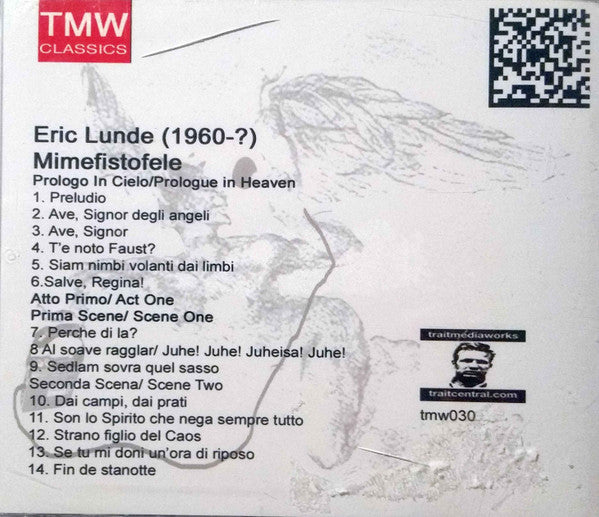 TMW
CLASSICS
Eric Lunde (1960-?)
Mimefistofele
Prologo In Cielo/Prologue in Heaven
1. Preludio
2. Ave, Signor degli angeli
3. Ave, Signor
4. T'e noto Faust?
5. Siam nimbi volanti dai limbi
6.Salve, Regina!
Atto Primo/ Act One
Prima Scene/ Scene One
7. Perche di la?
8 Al soave ragglar/ Juhe! Juhe! Juheisa! Juhe!
9. Sedlam sovra quel sasso
Seconda Scena/ Scene Two
10. Dai campi, dai prati
11. Son lo Spirito che nega sempre tutto
12. Strano figlio del Caos
13. Se tu mi doni un'ora di riposo
14. Fin de stanotte
traitmediaworks
traitcentral.com
tmw030